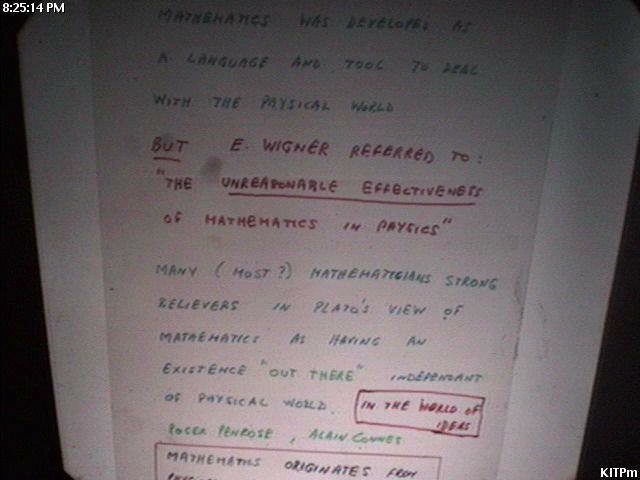 8:25:14 PM
MATHEMATICS WAS DEVELOPED AS
A LANGUAGE AND TOOL TO DEAL
WITH THE PHYSICAL WORLD
BUT E. WIGNER REFERRED TO:
"THE UNREASONABLE EFFECTIVENESS
OF MATHEMATICS IN PHYSICS"
MANY (MOST?) MATHEMATICIANS STRONG
BELIEVERS IN PLATO'S VIEW OF
MATHEMATICS AS HAVING AN
EXISTENCE "OUT THERE" INDEPENDANT
OF PHYSICAL WORLD. IN THE WORLD OF
IDEAS
ROGER PENROSE, ALAIN CONNES
MATHEMATICS ORIGINATES FROM
KITPm